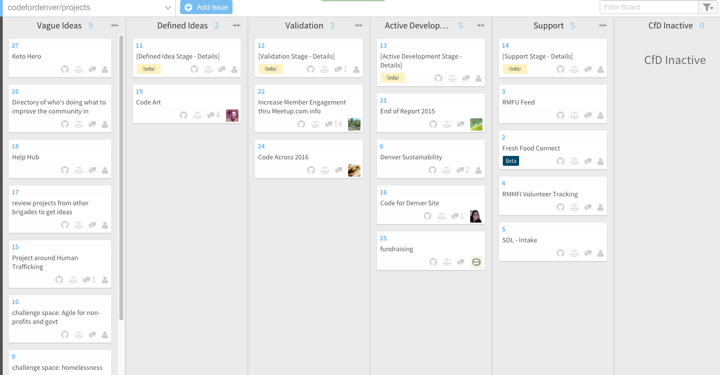 codefordenver/projects
Add Issue
Filter Board
Vague Ideas 9
27
Keto Hero
26
Directory of who's doing what to
improve the community in
18
Help Hub
17
review projects from other
brigades to get ideas
15
Project around Human
Trafficking
1
10
challenge space: Agile for non-
profits and govt
9
challenge space: homelessness
Defined Ideas 2
11
[Defined Idea Stage - Details]
(info)
19
Code Art
4
Validation 3
12
[Validation Stage - Details]
(info)
1
22
Increase Member Engagement
thru Meetup.com info
14
24
Code Across 2016
Active Develop... 5
13
[Active Development Stage -
Details]
(info)
21
End of Report 2015
6
Denver Sustainability
2
16
Code for Denver Site
1
25
fundraising
Support 5
14
[Support Stage - Details]
(info)
3
RMFU Feed
2
Fresh Food Connect
Beta
4
RMMFI Volunteer Tracking
5
SOL - Intake
CfD Inactive 0
CfD Inactive